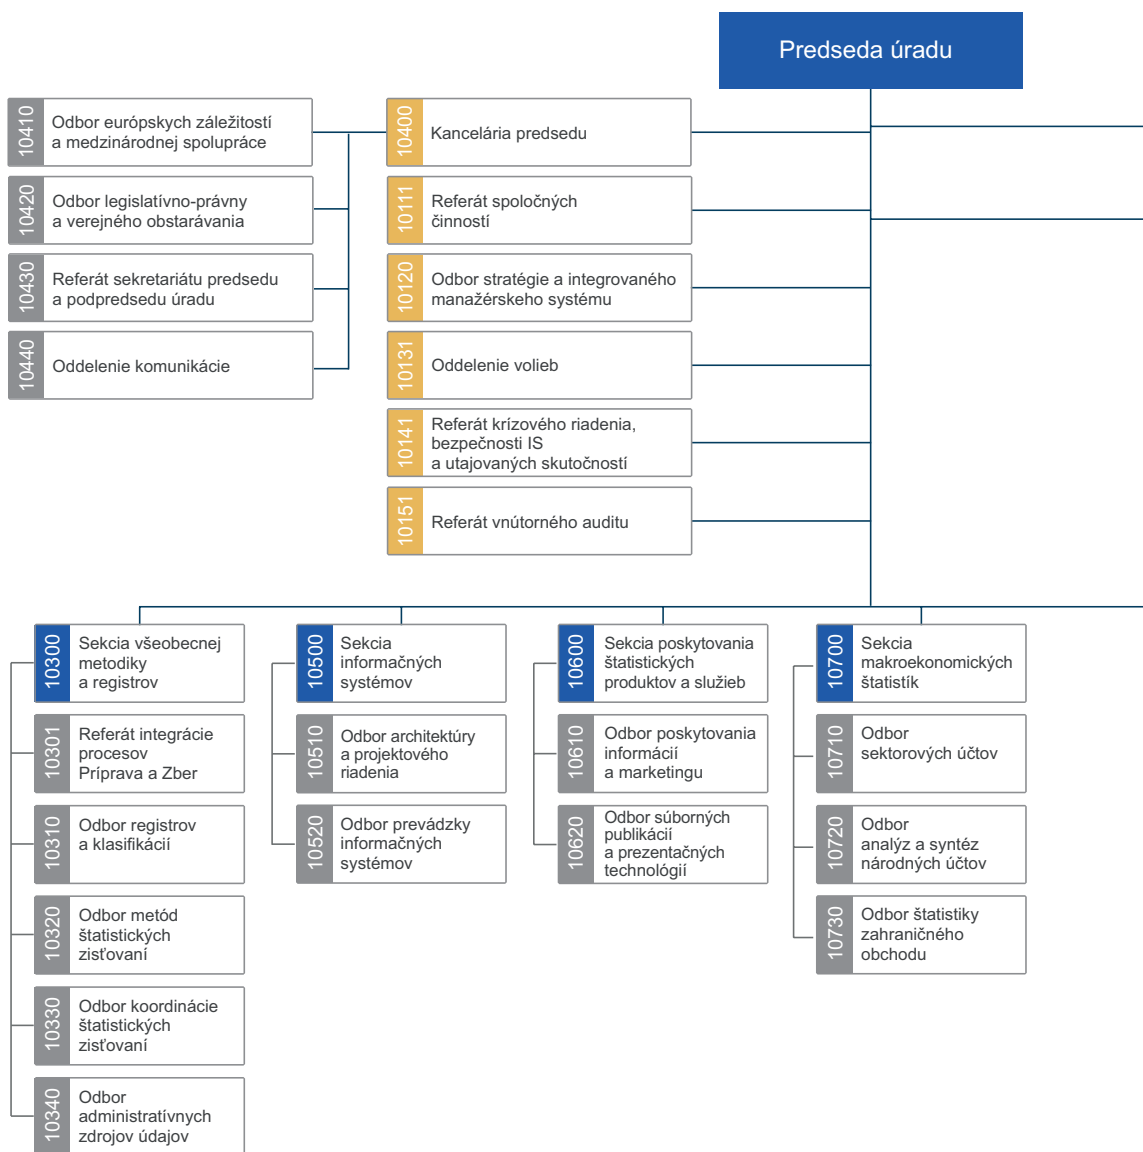 Predseda úradu
10410
Odbor európskych záležitostí
a medzinárodnej spolupráce
10420
Odbor legislatívno-právny
a verejného obstarávania
10430
Referát sekretariátu predsedu
a podpredsedu úradu
10440
Oddelenie komunikácie
10400
Kancelária predsedu
10111
Referát spoločných
činností
10120
Odbor stratégie a integrovaného
manažérskeho systému
10131
Oddelenie volieb
10141
Referát krízového riadenia,
bezpečnosti IS
a utajovaných skutočností
10151
Referát vnútorného auditu
10300
Sekcia všeobecnej
metodiky
a registrov
10301
Referát integrácie
procesov
Príprava a Zber
10310
Odbor registrov
a klasifikácií
10320
Odbor metód
štatistických
zisťovaní
10330
Odbor koordinácie
štatistických
zisťovaní
10340
Odbor
administratívnych
zdrojov údajov
10500
Sekcia
informačných
systémov
10510
Odbor architektúry
a projektového
riadenia
10520
Odbor prevádzky
informačných
systémov
10600
Sekcia poskytovania
štatistických
produktov a služieb
10610
Odbor poskytovania
informácií
a marketingu
10620
Odbor súborných
publikácií
a prezentačných
technológií
10700
Sekcia
makroekonomických
štatistík
10710
Odbor
sektorových účtov
10720
Odbor
analýz a syntéz
národných účtov
10730
Odbor štatistiky
zahraničného
obchodu